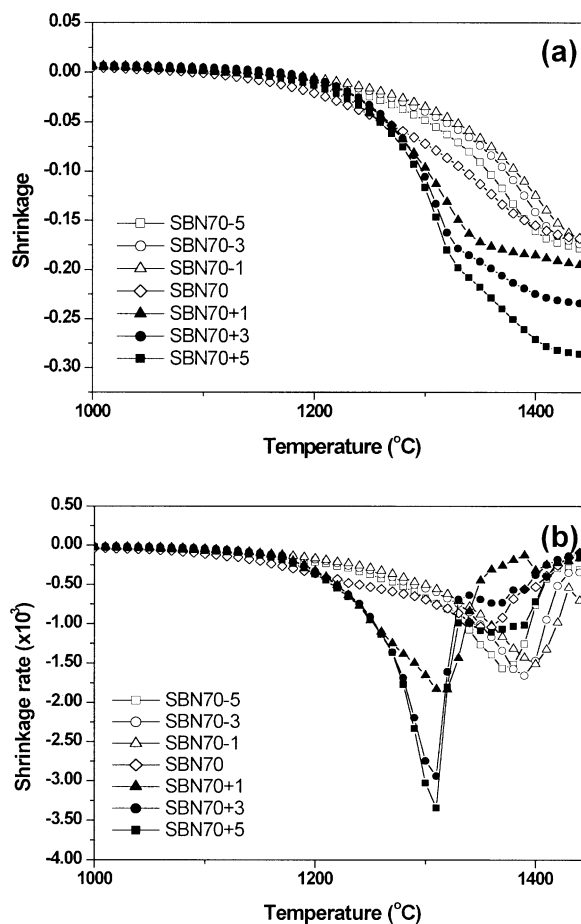 0.05
(a)
0.00
-0.05
-0.10
-0.15
-0.20
-0.25
-0.30
Shrinkage
SBN70-5
SBN70-3
SBN70-1
SBN70
SBN70+1
SBN70+3
SBN70+5
1000
1200
1400
Temperature (°C)
0.50
(b)
0.00
-0.50
-1.00
-1.50
-2.00
-2.50
-3.00
-3.50
-4.00
Shrinkage rate (x10³)
SBN70-5
SBN70-3
SBN70-1
SBN70
SBN70+1
SBN70+3
SBN70+5
1000
1200
1400
Temperature (°C)